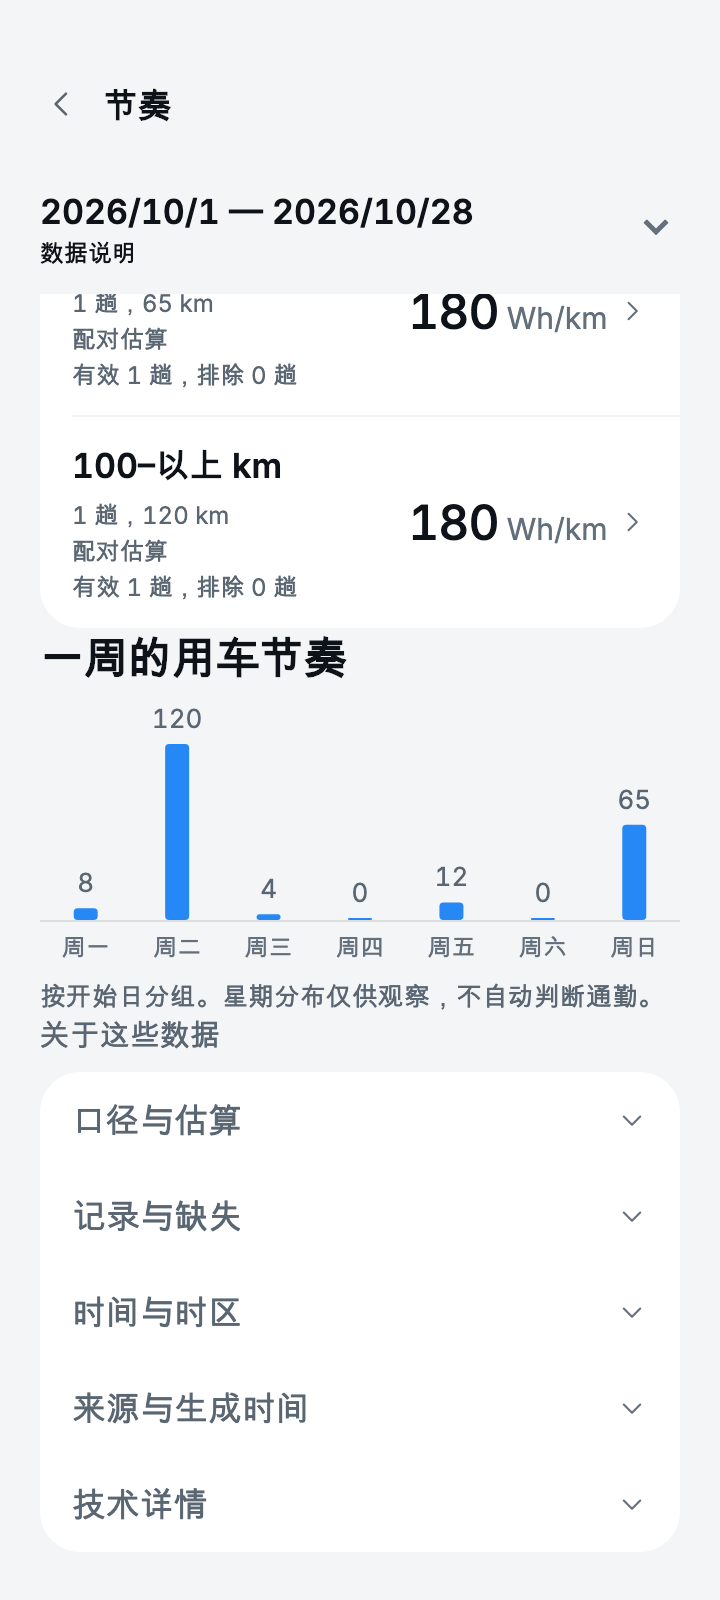 节奏
2026/10/1 — 2026/10/28
数据说明
1 趟，65 km
180 Wh/km
配对估算
有效 1 趟，排除 0 趟
100–以上 km
1 趟，120 km
180 Wh/km
配对估算
有效 1 趟，排除 0 趟
一周的用车节奏
8 120 4 0 12 0 65
周一 周二 周三 周四 周五 周六 周日
按开始日分组。星期分布仅供观察，不自动判断通勤。
关于这些数据
口径与估算
记录与缺失
时间与时区
来源与生成时间
技术详情